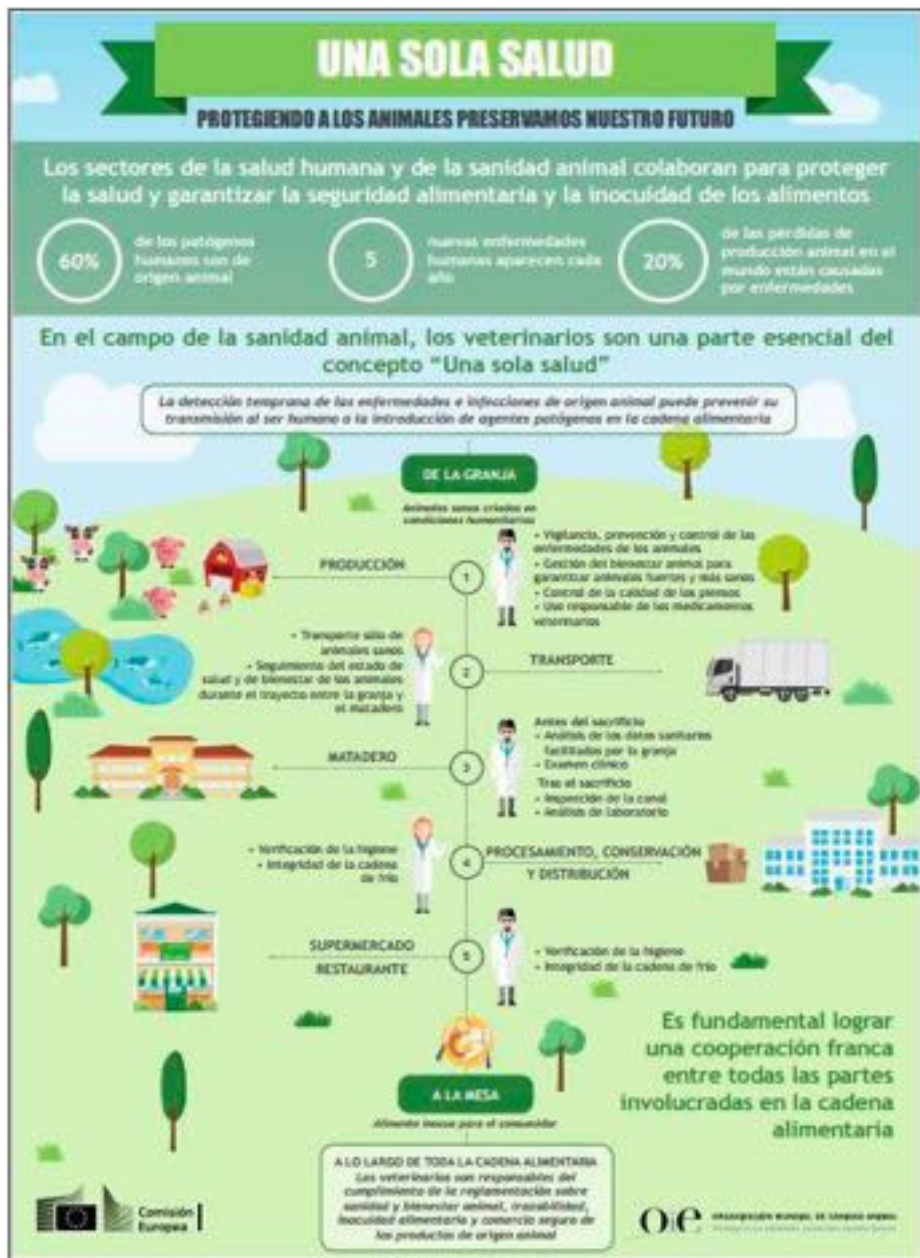 UNA SOLA SALUD
PROTEGIENDO A LOS ANIMALES PRESERVAMOS NUESTRO FUTURO
Los sectores de la salud humana y de la sanidad animal colaboran para proteger
la salud y garantizar la seguridad alimentaria y la inocuidad de los alimentos
60%
de los patógenos
humanos son de
origen animal
5
nuevas enfermedades
humanas aparecen cada
año
20%
de las pérdidas de
producción animal en el
mundo están causadas
por enfermedades
En el campo de la sanidad animal, los veterinarios son una parte esencial del
concepto “Una sola salud”
La detección temprana de las enfermedades e infecciones de origen animal puede prevenir su
transmisión al ser humano o la introducción de agentes patógenos en la cadena alimentaria
DE LA GRANJA
Animales sanos criados en
condiciones humanitarias
PRODUCCIÓN
1
• Vigilancia, prevención y control de las
enfermedades de los animales
• Gestión del bienestar animal para
garantizar animales fuertes y más sanos
• Control de la calidad de los piensos
• Uso responsable de los medicamentos
veterinarios
• Transporte sólo de
animales sanos
• Seguimiento del estado de
salud y de bienestar de los animales
durante el trayecto entre la granja y
el matadero
2
TRANSPORTE
MATADERO
3
Antes del sacrificio
• Análisis de los datos sanitarios
facilitados por la granja
• Examen clínico
Tras el sacrificio
• Inspección de la canal
• Análisis de laboratorio
• Verificación de la higiene
• Integridad de la cadena
de frío
4
PROCESAMIENTO, CONSERVACIÓN
Y DISTRIBUCIÓN
SUPERMERCADO
RESTAURANTE
5
• Verificación de la higiene
• Integridad de la cadena de frío
Es fundamental lograr
una cooperación franca
entre todas las partes
involucradas en la cadena
alimentaria
A LA MESA
Alimento inocuo para el consumidor
A LO LARGO DE TODA LA CADENA ALIMENTARIA
Los veterinarios son responsables del
cumplimiento de la reglamentación sobre
sanidad y bienestar animal, trazabilidad,
inocuidad alimentaria y comercio seguro de
los productos de origen animal
Comisión
Europea
Oie
ORGANIZACIÓN MUNDIAL DE SANIDAD ANIMAL